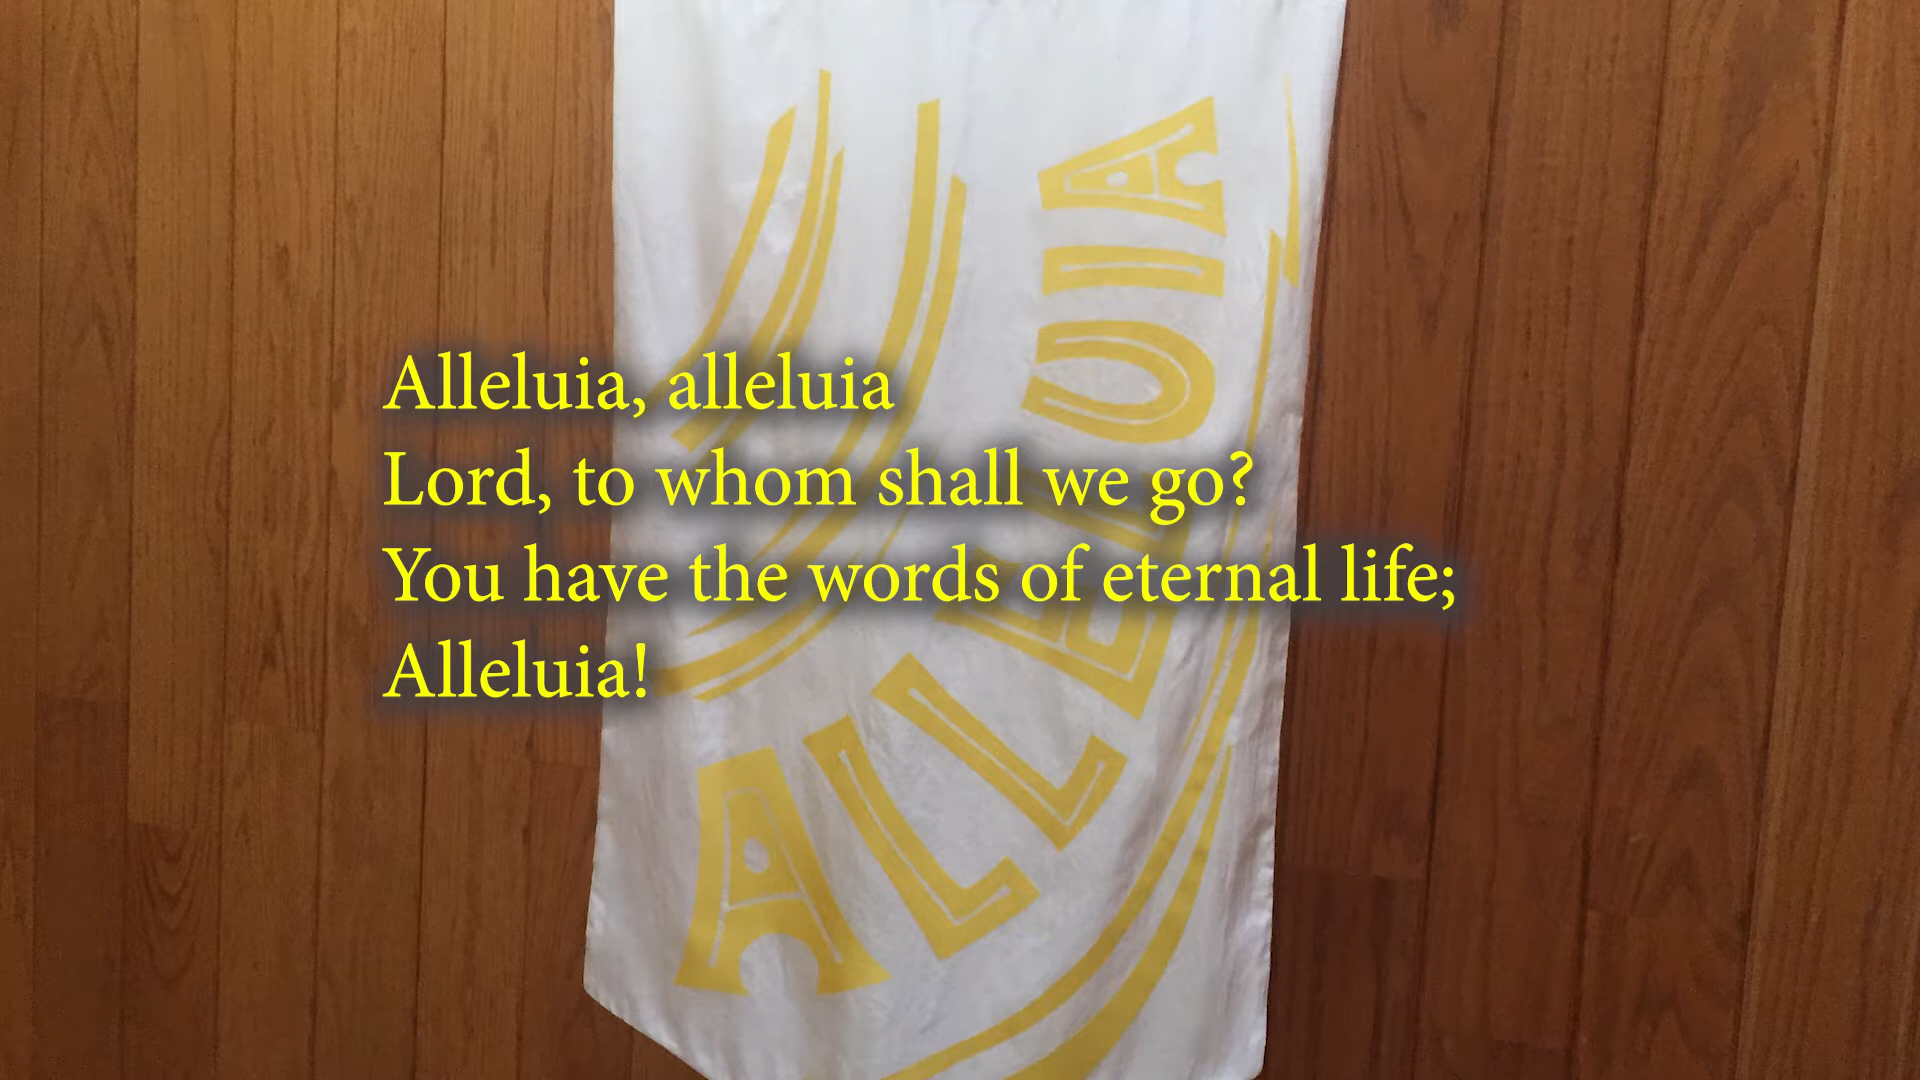 Alleluia, alleluia
Lord, to whom shall we go?
You have the words of eternal life;
Alleluia!
ALLELUIA